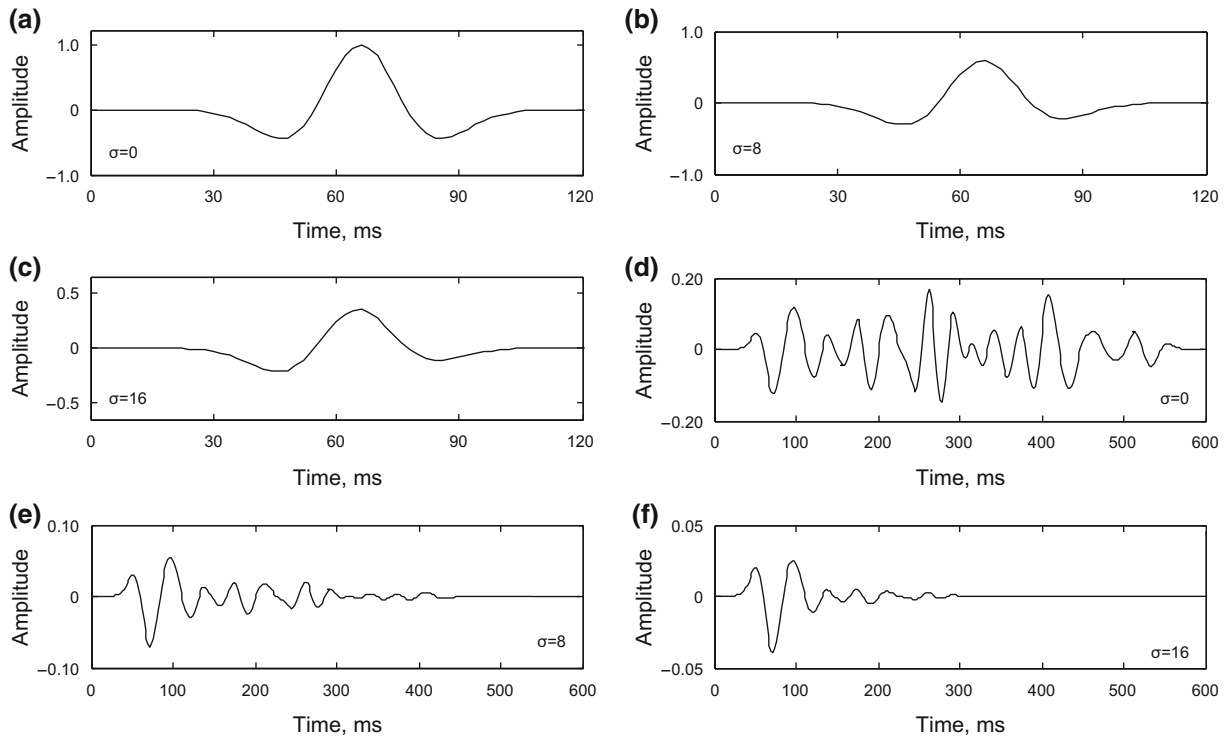 (a)
Amplitude
1.0
0
–1.0
σ=0
0 30 60 90 120
Time, ms
(b)
Amplitude
1.0
0
–1.0
σ=8
0 30 60 90 120
Time, ms
(c)
Amplitude
0.5
0
–0.5
σ=16
0 30 60 90 120
Time, ms
(d)
Amplitude
0.20
0
–0.20
σ=0
0 100 200 300 400 500 600
Time, ms
(e)
Amplitude
0.10
0
–0.10
σ=8
0 100 200 300 400 500 600
Time, ms
(f)
Amplitude
0.05
0
–0.05
σ=16
0 100 200 300 400 500 600
Time, ms